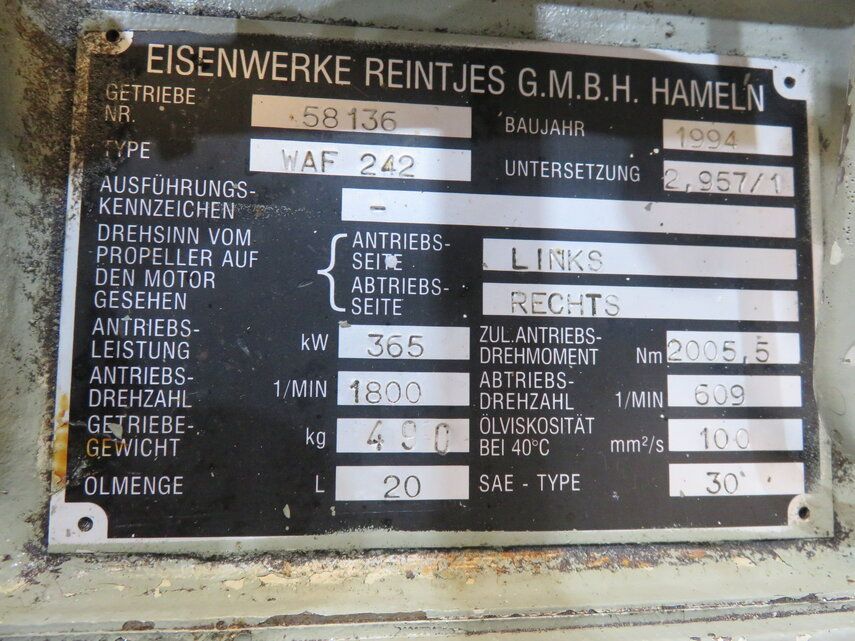 EISENWERKE REINTJES G.M.B.H. HAMELN
GETRIEBE NR. 58136
BAUJAHR 1994
TYPE WAF 242
UNTERSETZUNG 2,957/1
AUSFÜHRUNGS-
KENNZEICHEN -
DREHSINN VOM
PROPELLER AUF
DEN MOTOR
GESEHEN
ANTRIEBS-
SEITE LINKS
ABTRIEBS-
SEITE RECHTS
ANTRIEBS-
LEISTUNG kW 365
ZUL.ANTRIEBS-
DREHMOMENT Nm 2005,5
ANTRIEBS-
DREHZAHL 1/MIN 1800
ABTRIEBS-
DREHZAHL 1/MIN 609
GETRIEBE-
GEWICHT kg 490
ÖLVISKOSITÄT
BEI 40°C mm²/s 100
OLMENGE L 20
SAE - TYPE 30